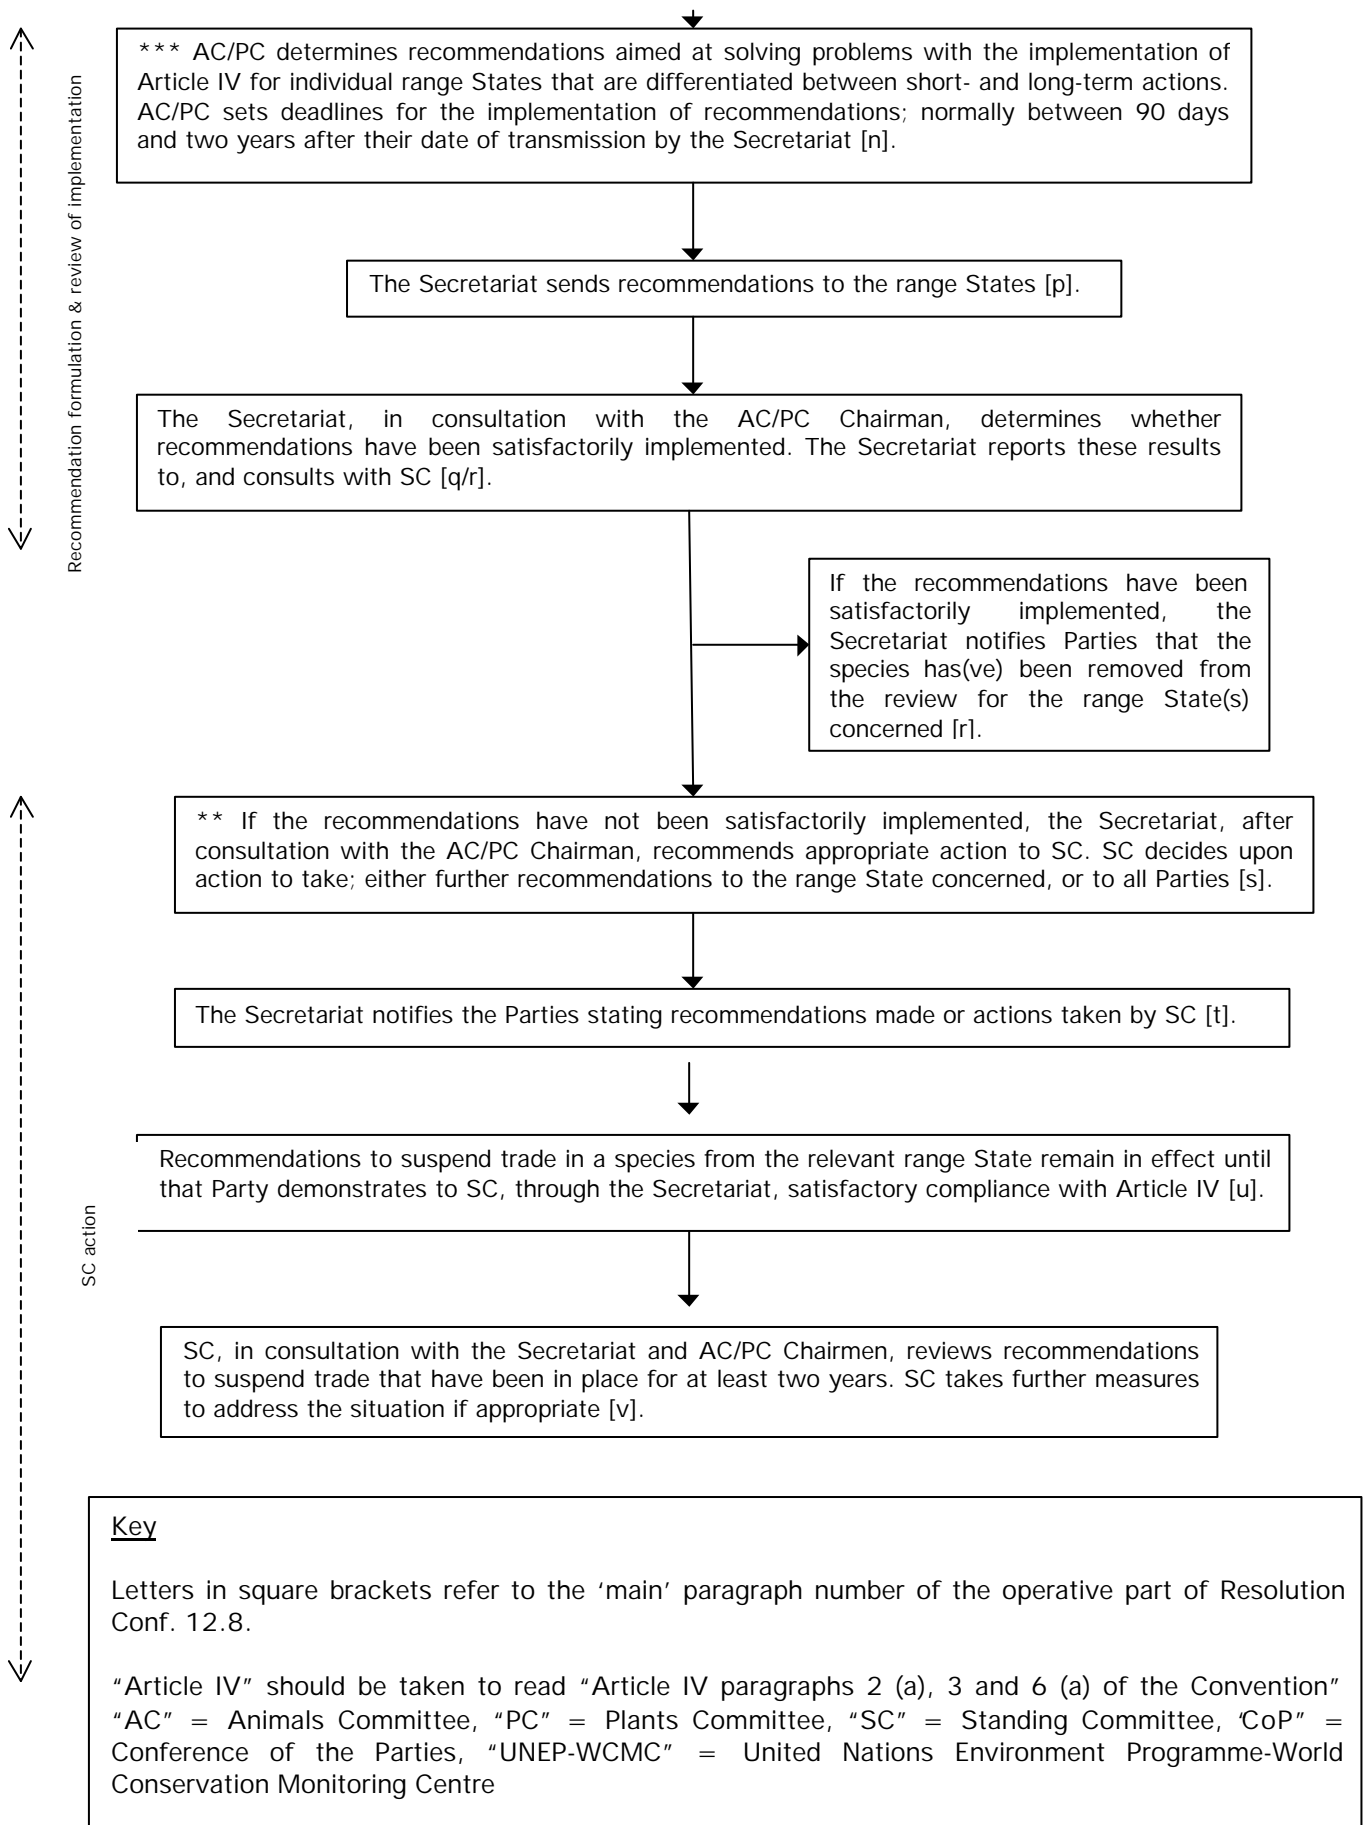 *** AC/PC determines recommendations aimed at solving problems with the implementation of
Article IV for individual range States that are differentiated between short- and long-term actions.
AC/PC sets deadlines for the implementation of recommendations; normally between 90 days
and two years after their date of transmission by the Secretariat [n].
Recommendation formulation & review of implementation
The Secretariat sends recommendations to the range States [p].
The Secretariat, in consultation with the AC/PC Chairman, determines whether
recommendations have been satisfactorily implemented. The Secretariat reports these results
to, and consults with SC [q/r].
If the recommendations have been
satisfactorily implemented, the
Secretariat notifies Parties that the
species has(ve) been removed from
the review for the range State(s)
concerned [r].
** If the recommendations have not been satisfactorily implemented, the Secretariat, after
consultation with the AC/PC Chairman, recommends appropriate action to SC. SC decides upon
action to take; either further recommendations to the range State concerned, or to all Parties [s].
The Secretariat notifies the Parties stating recommendations made or actions taken by SC [t].
Recommendations to suspend trade in a species from the relevant range State remain in effect until
that Party demonstrates to SC, through the Secretariat, satisfactory compliance with Article IV [u].
SC action
SC, in consultation with the Secretariat and AC/PC Chairmen, reviews recommendations
to suspend trade that have been in place for at least two years. SC takes further measures
to address the situation if appropriate [v].
Key
Letters in square brackets refer to the ‘main’ paragraph number of the operative part of Resolution
Conf. 12.8.
“Article IV” should be taken to read “Article IV paragraphs 2 (a), 3 and 6 (a) of the Convention”
“AC” = Animals Committee, “PC” = Plants Committee, “SC” = Standing Committee, ‘CoP” =
Conference of the Parties, “UNEP-WCMC” = United Nations Environment Programme-World
Conservation Monitoring Centre